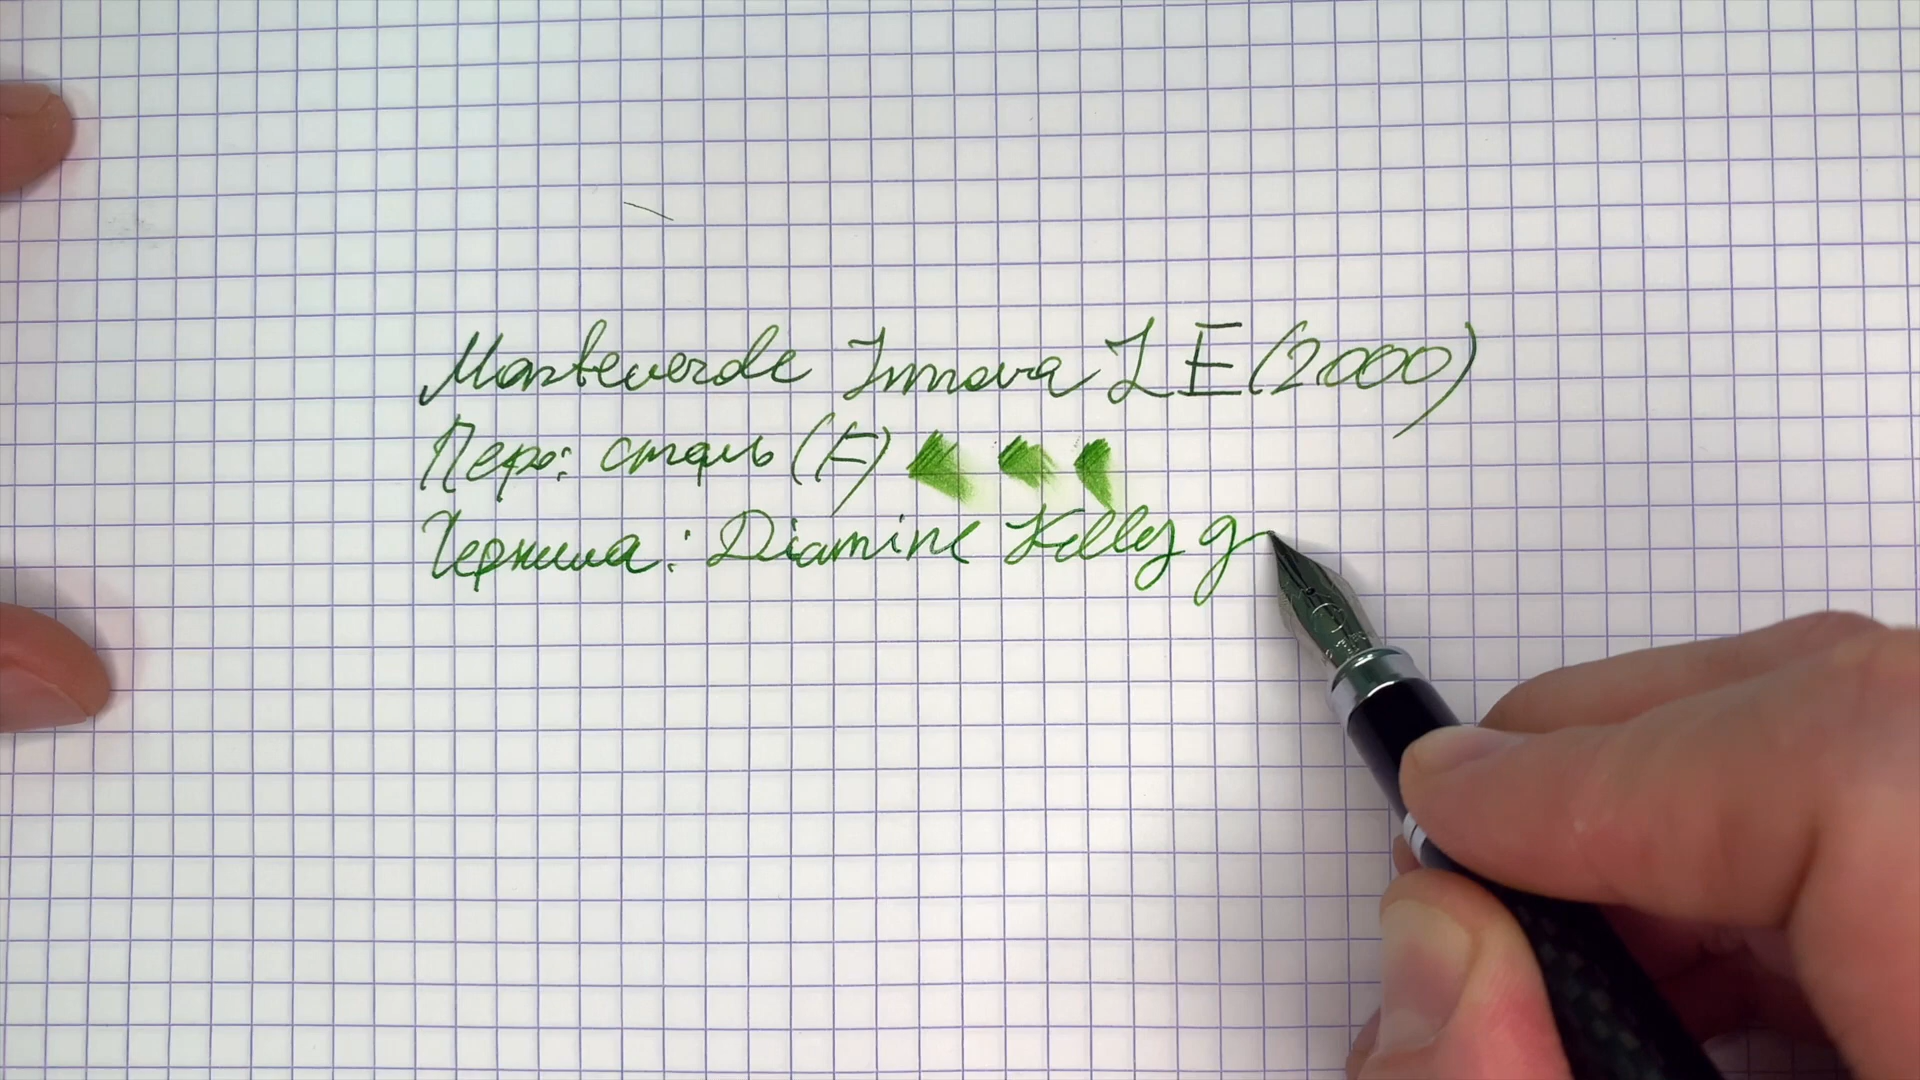 Monteverde Innova LE (2000)
Перо: сталь (F)
Чернила: Diamine Kelly g